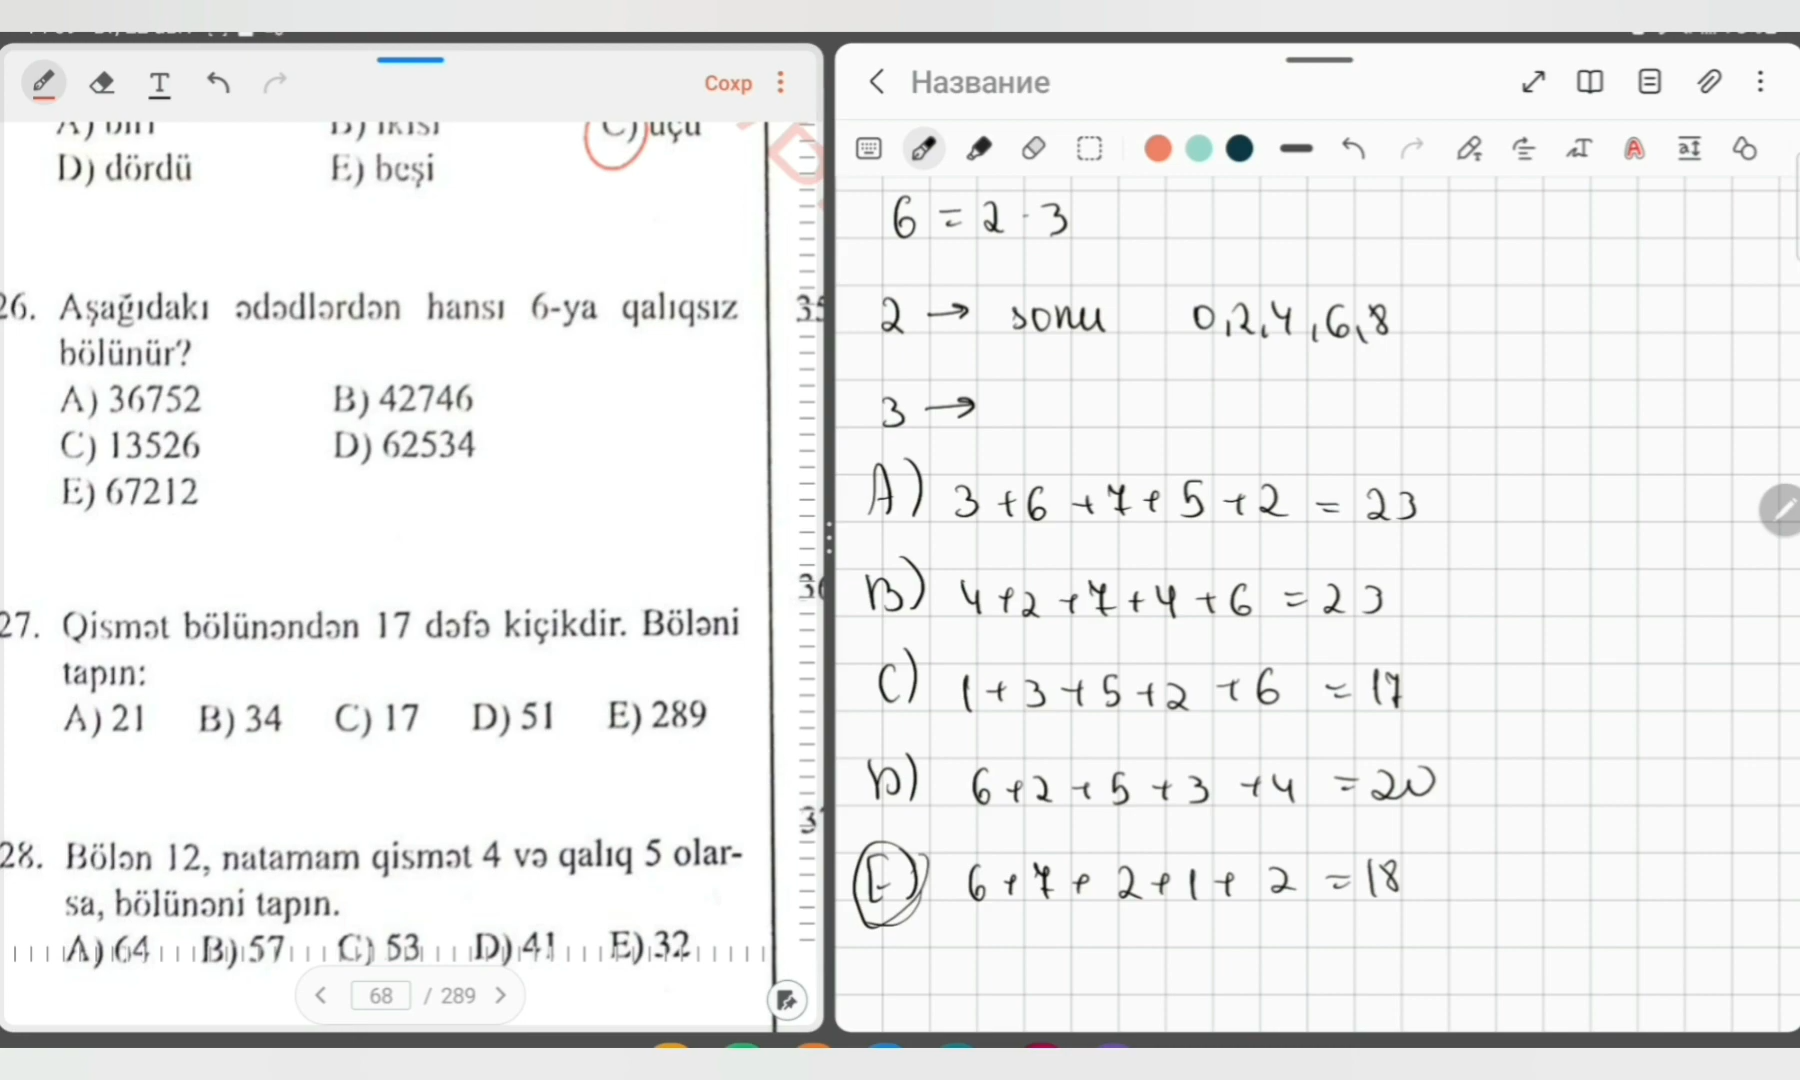 Сохр
A) biri B) ikisi C) üçü
D) dördü E) beşi
26. Aşağıdakı ədədlərdən hansı 6-ya qalıqsız
bölünür?
A) 36752 B) 42746
C) 13526 D) 62534
E) 67212
27. Qismət bölünəndən 17 dəfə kiçikdir. Böləni
tapın:
A) 21 B) 34 C) 17 D) 51 E) 289
28. Bölən 12, natamam qismət 4 və qalıq 5 olar-
sa, bölünəni tapın.
A) 64 B) 57 C) 53 D) 41 E) 32
68 / 289
Название
6 = 2 · 3
2 → sonu 0,2,4,6,8
3 →
A) 3 + 6 + 7 + 5 + 2 = 23
B) 4 + 2 + 7 + 4 + 6 = 23
C) 1 + 3 + 5 + 2 + 6 = 17
D) 6 + 2 + 5 + 3 + 4 = 20
E) 6 + 7 + 2 + 1 + 2 = 18